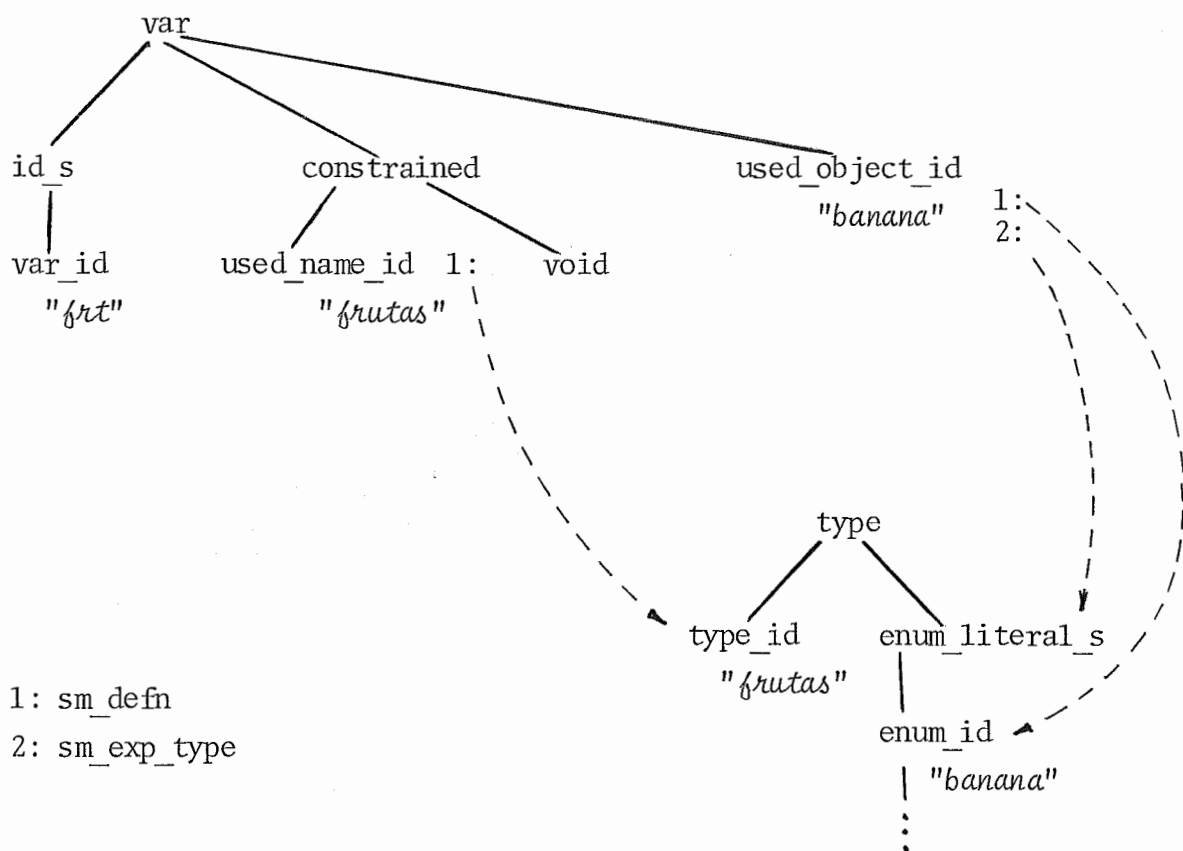 var
id_s constrained used_object_id
"banana" 1:
2:
var_id used_name_id 1: void
"frt" "frutas"
type
type_id enum_literal_s
"frutas"
1: sm_defn
enum_id
2: sm_exp_type
"banana"